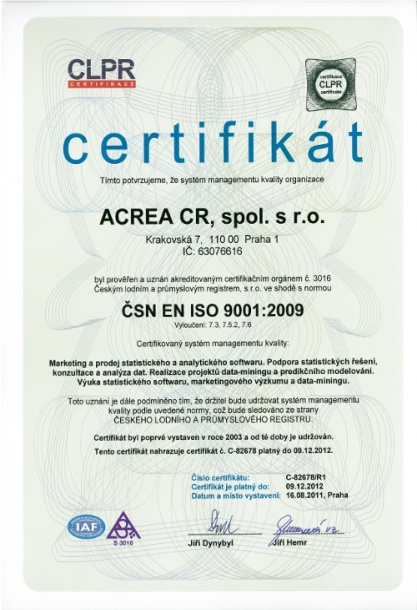 CLPR
CERTIFIKACE
certifikace
CLPR
certificate
certifikát
Tímto potvrzujeme, že systém managementu kvality organizace
ACREA CR, spol. s r.o.
Krakovská 7, 110 00 Praha 1
IČ: 63076616
byl prověřen a uznán akreditovaným certifikačním orgánem č. 3016
Českým lodním a průmyslovým registrem, s.r.o. ve shodě s normou
ČSN EN ISO 9001:2009
Vyloučení: 7.3, 7.5.2, 7.6
Certifikovaný systém managementu kvality:
Marketing a prodej statistického a analytického softwaru. Podpora statistických řešení,
konzultace a analýza dat. Realizace projektů data-miningu a predikčního modelování.
Výuka statistického softwaru, marketingového výzkumu a data-miningu.
Toto uznání je dále podmíněno tím, že držitel bude udržovat systém managementu
kvality podle uvedené normy, což bude sledováno ze strany
ČESKÉHO LODNÍHO A PRŮMYSLOVÉHO REGISTRU.
Certifikát byl poprvé vystaven v roce 2003 a od té doby je udržován.
Tento certifikát nahrazuje certifikát č. C-82678 platný do 09.12.2012.
Číslo certifikátu: C-82678/R1
Certifikát je platný do: 09.12.2012
Datum a místo vystavení: 16.08.2011, Praha
IAF
S 3016
Jiří Dynybyl
Jiří Hemr